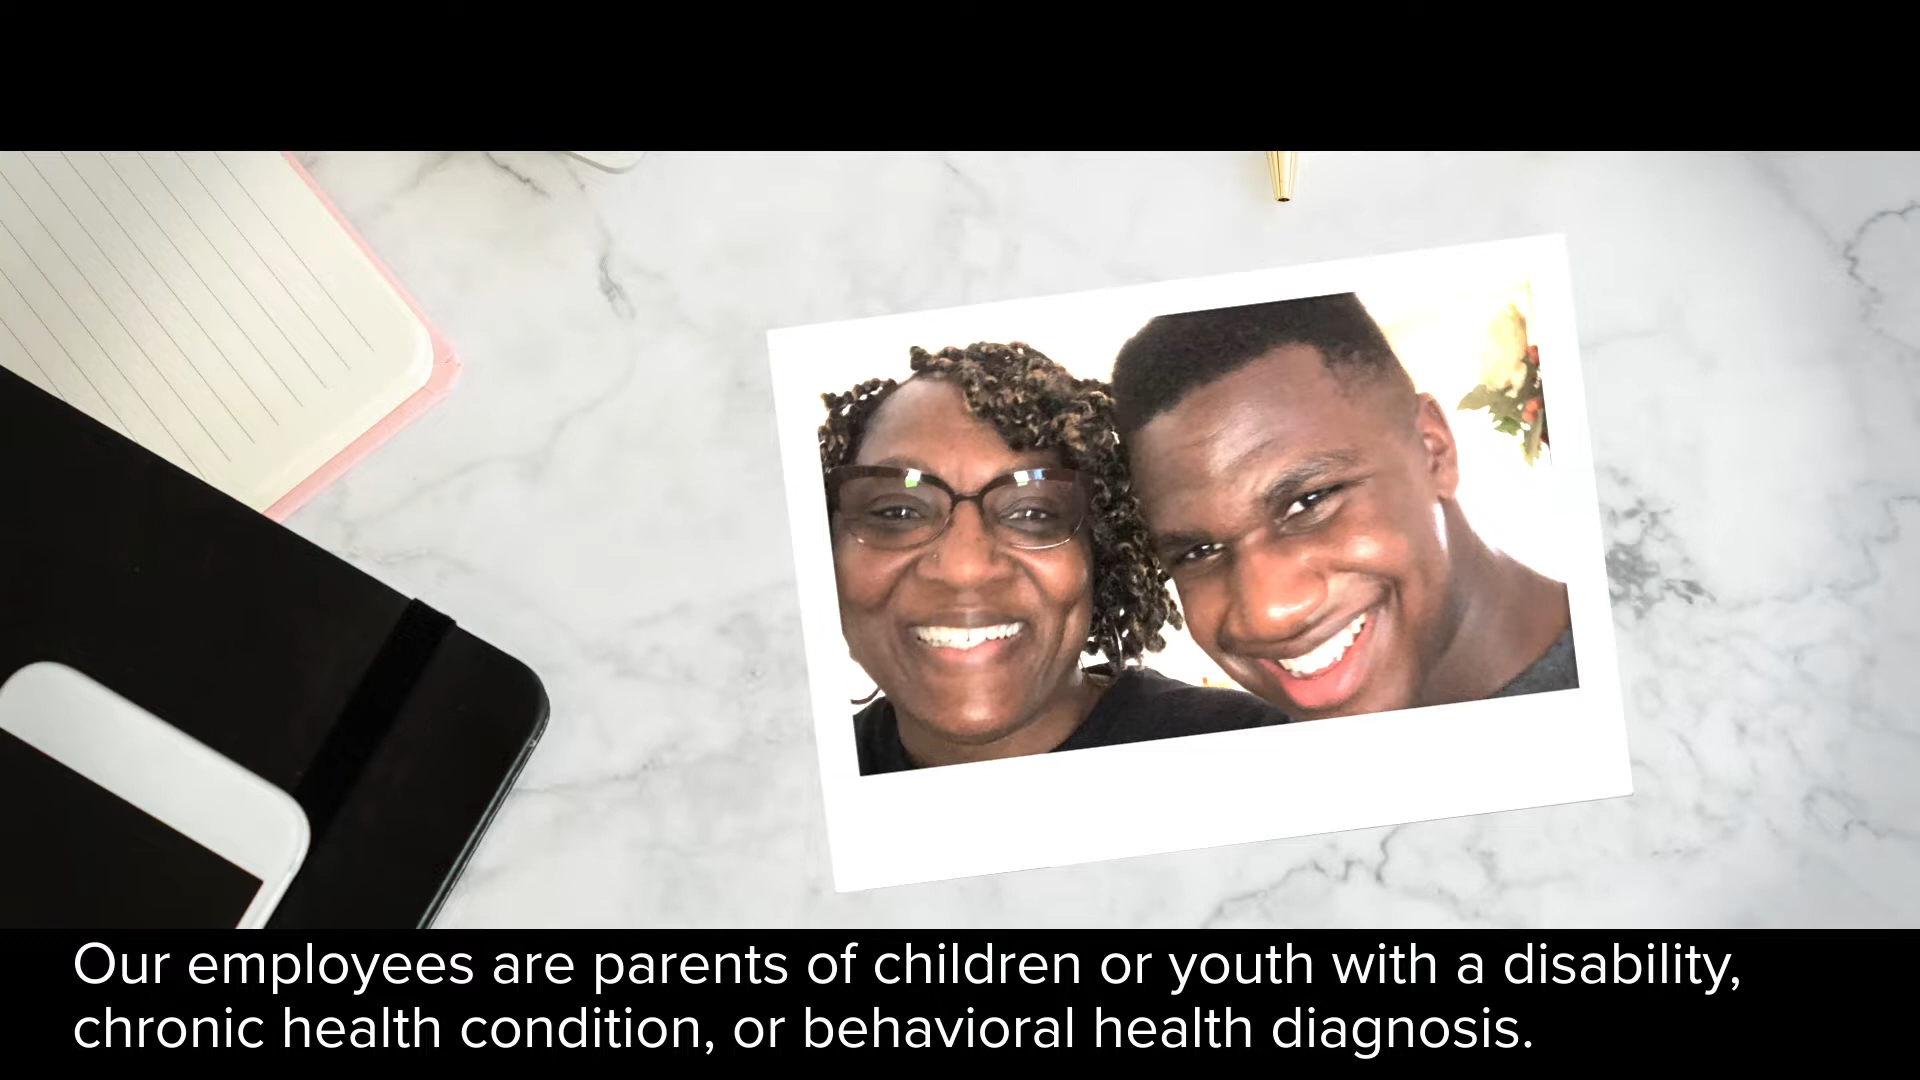 Our employees are parents of children or youth with a disability,
chronic health condition, or behavioral health diagnosis.